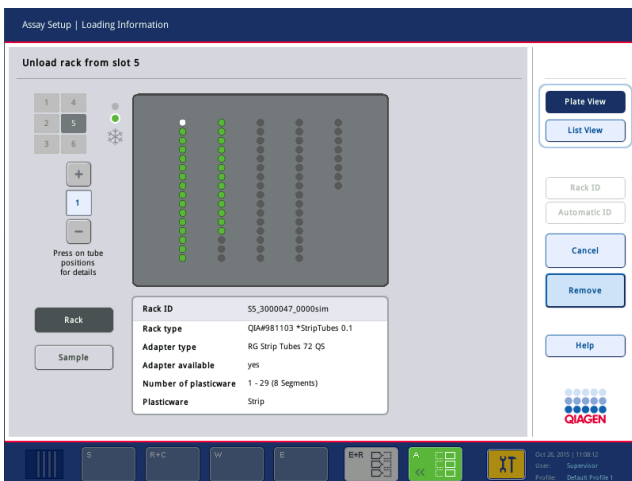 Assay Setup | Loading Information
Unload rack from slot 5
1 4
2 5
3 6
+
1
−
Press on tube
positions
for details
Rack
Sample
Rack ID S5_3000047_0000sim
Rack type QIA#981103 *StripTubes 0.1
Adapter type RG Strip Tubes 72 QS
Adapter available yes
Number of plasticware 1 - 29 (8 Segments)
Plasticware Strip
Plate View
List View
Rack ID
Automatic ID
Cancel
Remove
Help
QIAGEN
S R+C W E E+R A
Oct 26, 2015 | 11:08:12
User: Supervisor
Profile: Default Profile 1